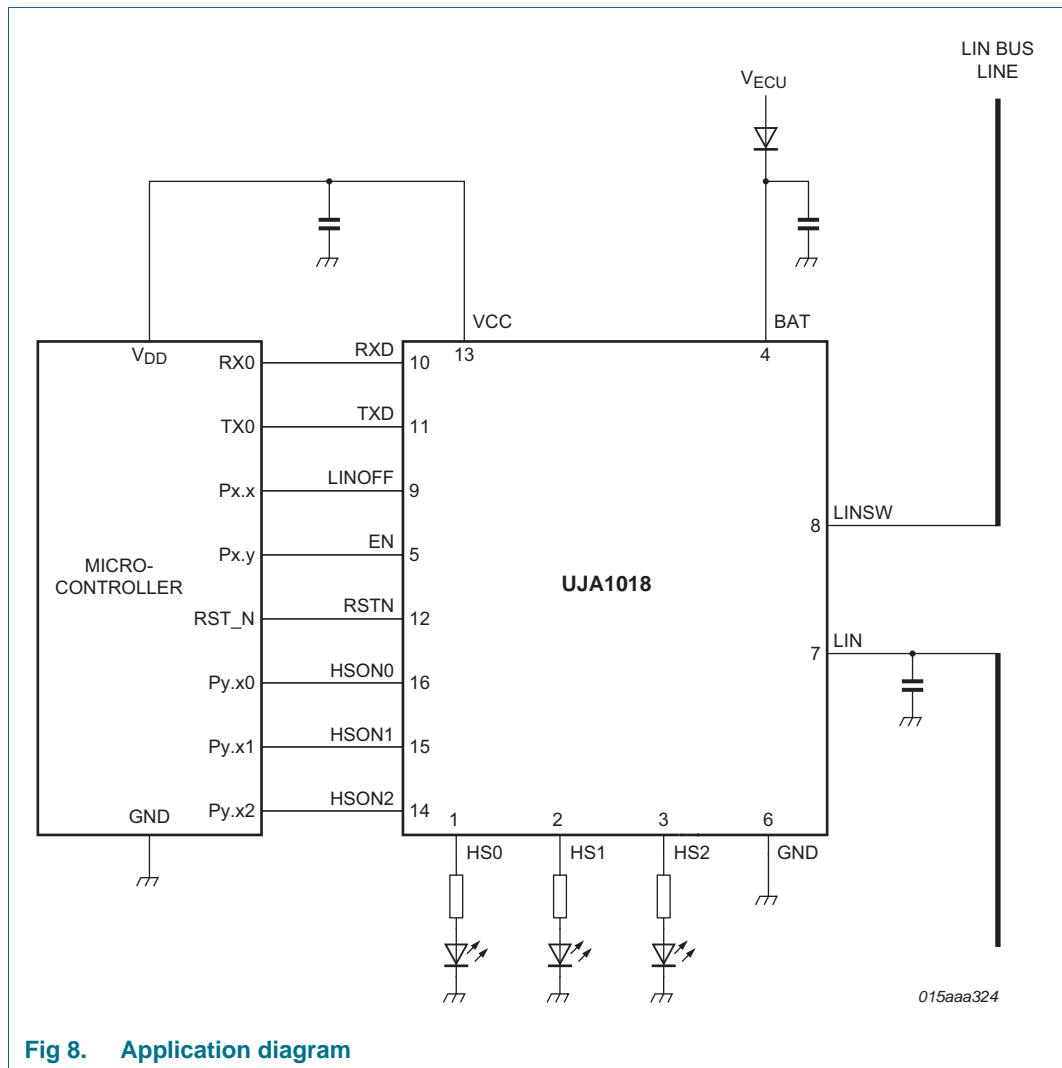 LIN BUS
LINE
VECU
VCC
BAT
VDD
13
4
RX0
RXD
10
TX0
TXD
11
Px.x
LINOFF
9
8
LINSW
Px.y
EN
5
MICRO-
CONTROLLER
UJA1018
RST_N
RSTN
12
7
LIN
Py.x0
HSON0
16
Py.x1
HSON1
15
GND
Py.x2
HSON2
14
1
2
3
6
HS0
HS1
HS2
GND
015aaa324
Fig 8. Application diagram